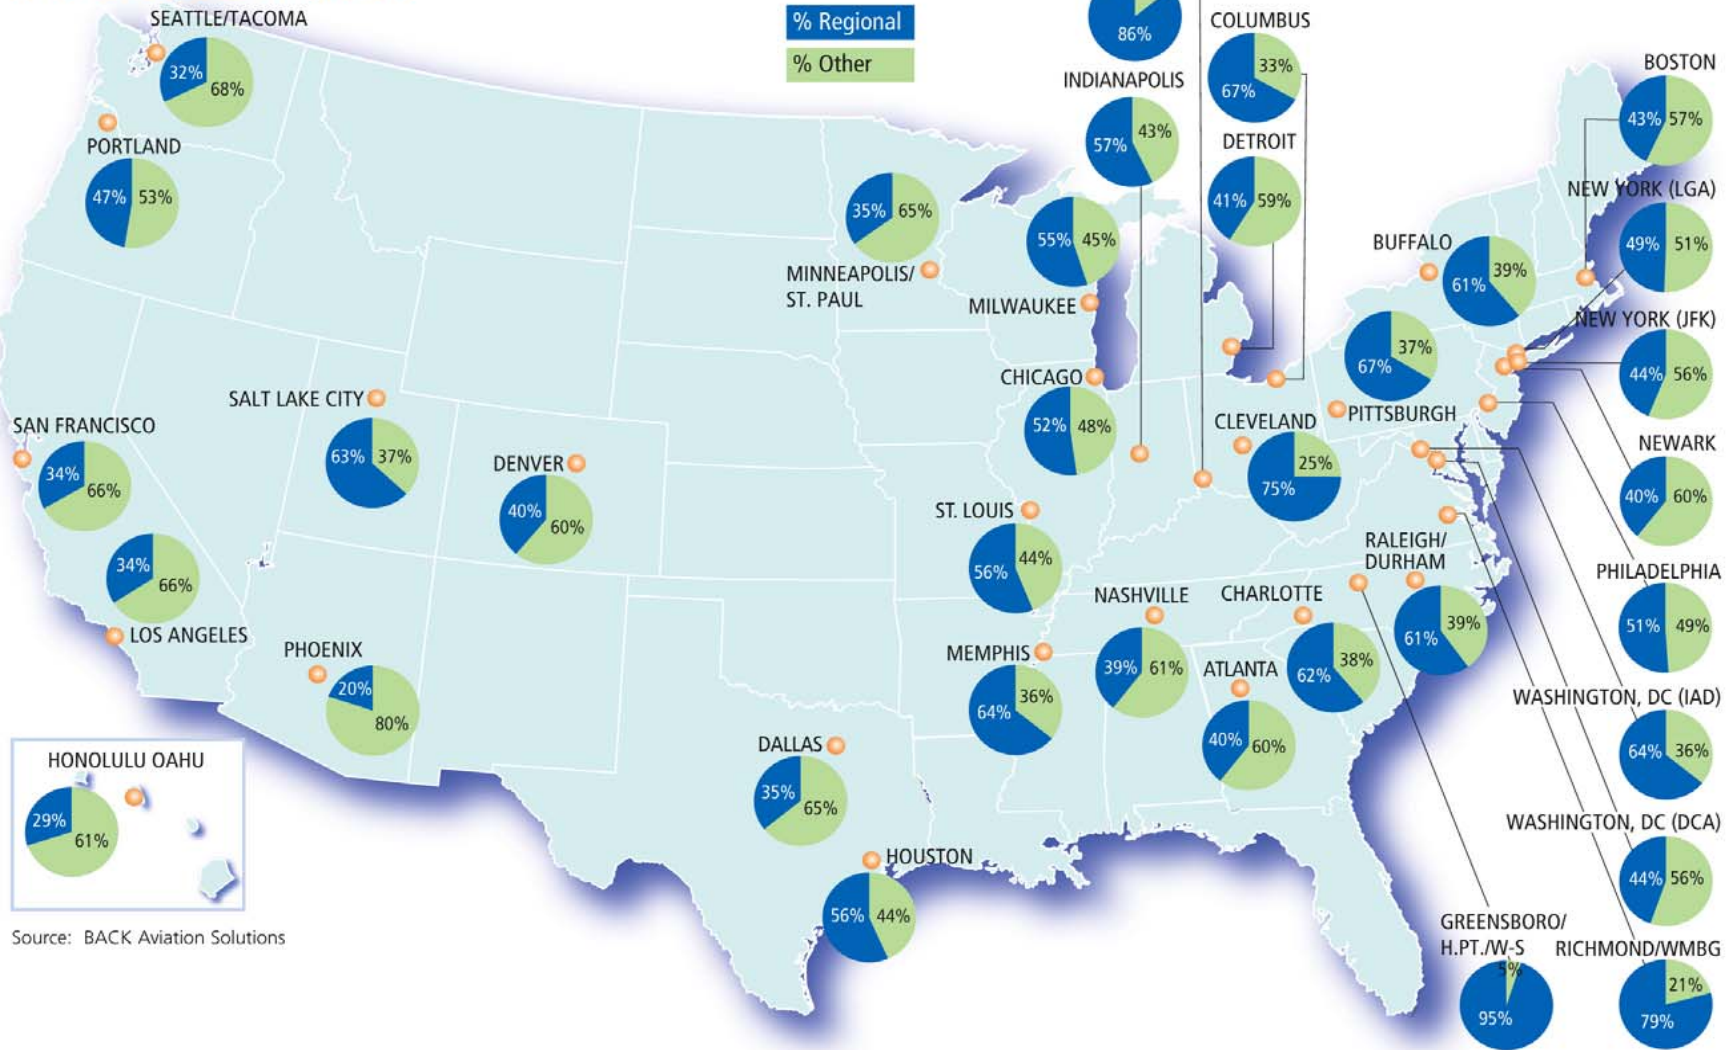 SEATTLE/TACOMA
32%
68%
PORTLAND
47%
53%
% Regional
% Other
86%
COLUMBUS
33%
67%
INDIANAPOLIS
57%
43%
DETROIT
41%
59%
BOSTON
43%
57%
NEW YORK (LGA)
49%
51%
NEW YORK (JFK)
44%
56%
NEWARK
40%
60%
PHILADELPHIA
51%
49%
WASHINGTON, DC (IAD)
64%
36%
WASHINGTON, DC (DCA)
44%
56%
RICHMOND/WMBG
21%
79%
GREENSBORO/
H.PT./W-S
5%
95%
35%
65%
MINNEAPOLIS/
ST. PAUL
55%
45%
MILWAUKEE
BUFFALO
61%
39%
37%
67%
PITTSBURGH
CHICAGO
52%
48%
CLEVELAND
25%
75%
SALT LAKE CITY
63%
37%
SAN FRANCISCO
34%
66%
DENVER
40%
60%
ST. LOUIS
44%
56%
RALEIGH/
DURHAM
39%
61%
34%
66%
LOS ANGELES
NASHVILLE
39%
61%
CHARLOTTE
38%
62%
PHOENIX
20%
80%
MEMPHIS
36%
64%
ATLANTA
40%
60%
DALLAS
35%
65%
HOUSTON
56%
44%
HONOLULU OAHU
29%
61%
Source: BACK Aviation Solutions